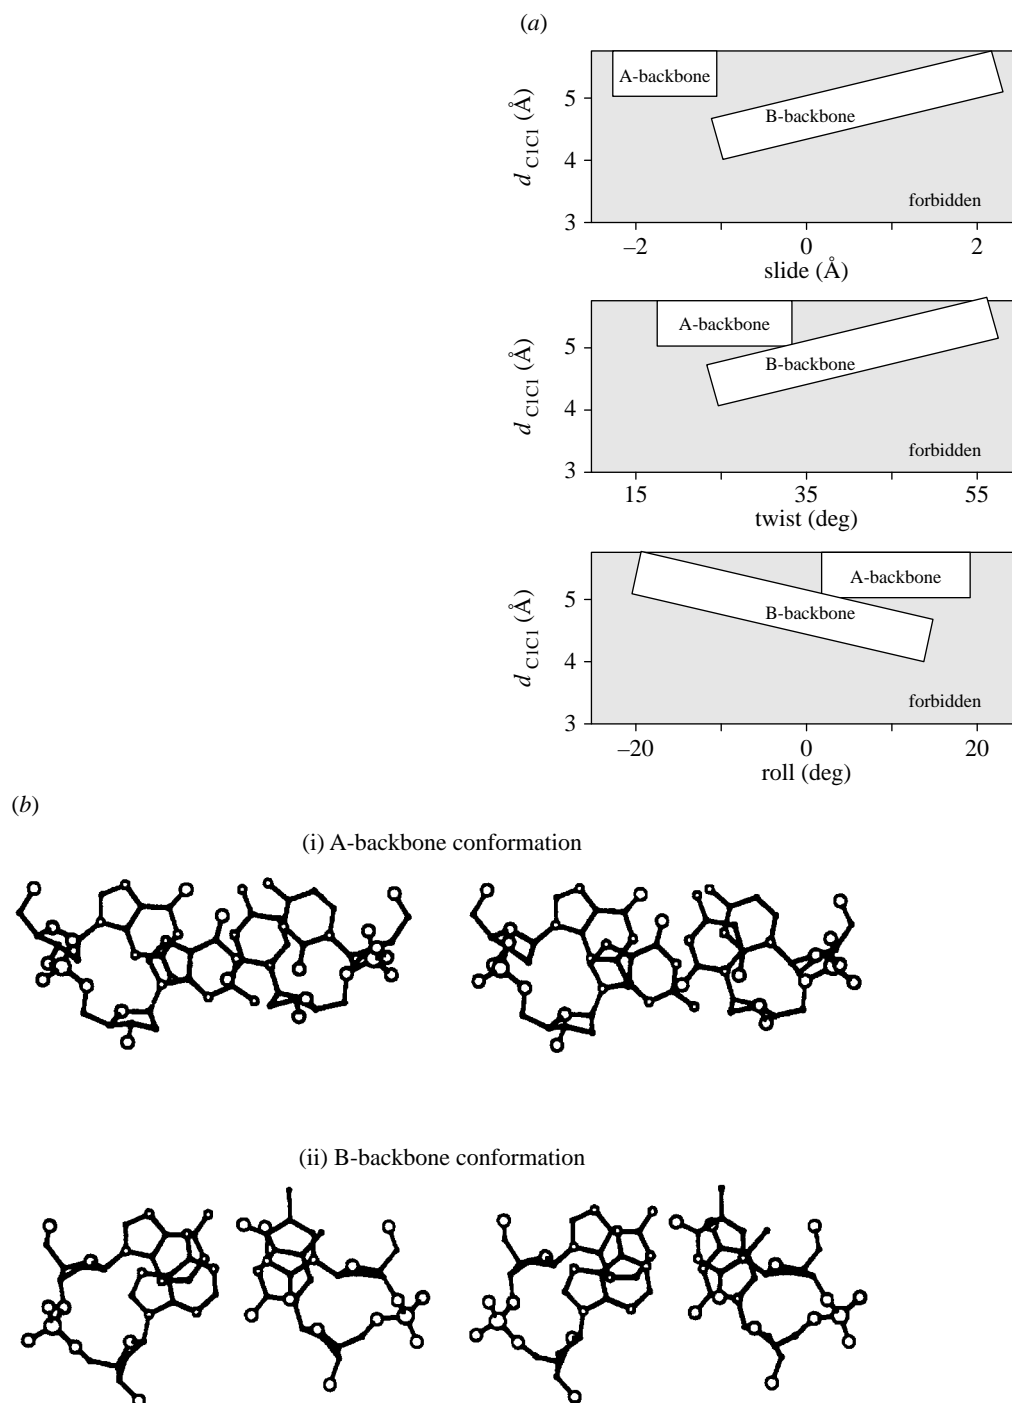 (a)
A-backbone
B-backbone
forbidden
5
4
3
d C1C1 (Å)
–2
0
2
slide (Å)
A-backbone
B-backbone
forbidden
5
4
3
d C1C1 (Å)
15
35
55
twist (deg)
A-backbone
B-backbone
forbidden
5
4
3
d C1C1 (Å)
–20
0
20
roll (deg)
(b)
(i) A-backbone conformation
(ii) B-backbone conformation